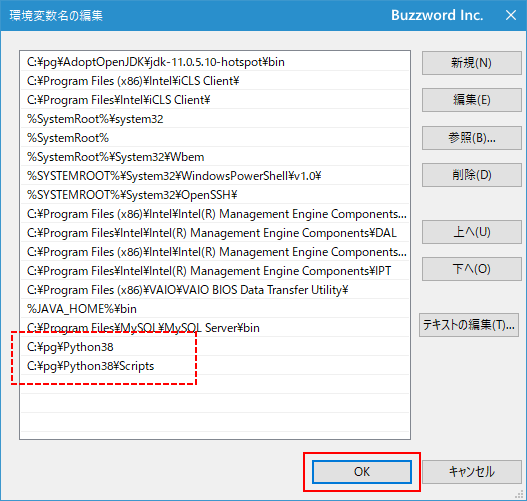 環境変数名の編集
Buzzword Inc.
C:¥pg¥AdoptOpenJDK¥jdk-11.0.5.10-hotspot¥bin
C:¥Program Files (x86)¥Intel¥iCLS Client¥
C:¥Program Files¥Intel¥iCLS Client¥
%SystemRoot%¥system32
%SystemRoot%
%SystemRoot%¥System32¥Wbem
%SYSTEMROOT%¥System32¥WindowsPowerShell¥v1.0¥
%SYSTEMROOT%¥System32¥OpenSSH¥
C:¥Program Files (x86)¥Intel¥Intel(R) Management Engine Components...
C:¥Program Files¥Intel¥Intel(R) Management Engine Components¥DAL
C:¥Program Files (x86)¥Intel¥Intel(R) Management Engine Components...
C:¥Program Files¥Intel¥Intel(R) Management Engine Components¥IPT
C:¥Program Files (x86)¥VAIO¥VAIO BIOS Data Transfer Utility¥
%JAVA_HOME%¥bin
C:¥Program Files¥MySQL¥MySQL Server¥bin
C:¥pg¥Python38
C:¥pg¥Python38¥Scripts
新規(N)
編集(E)
参照(B)...
削除(D)
上へ(U)
下へ(O)
テキストの編集(T)...
OK
キャンセル